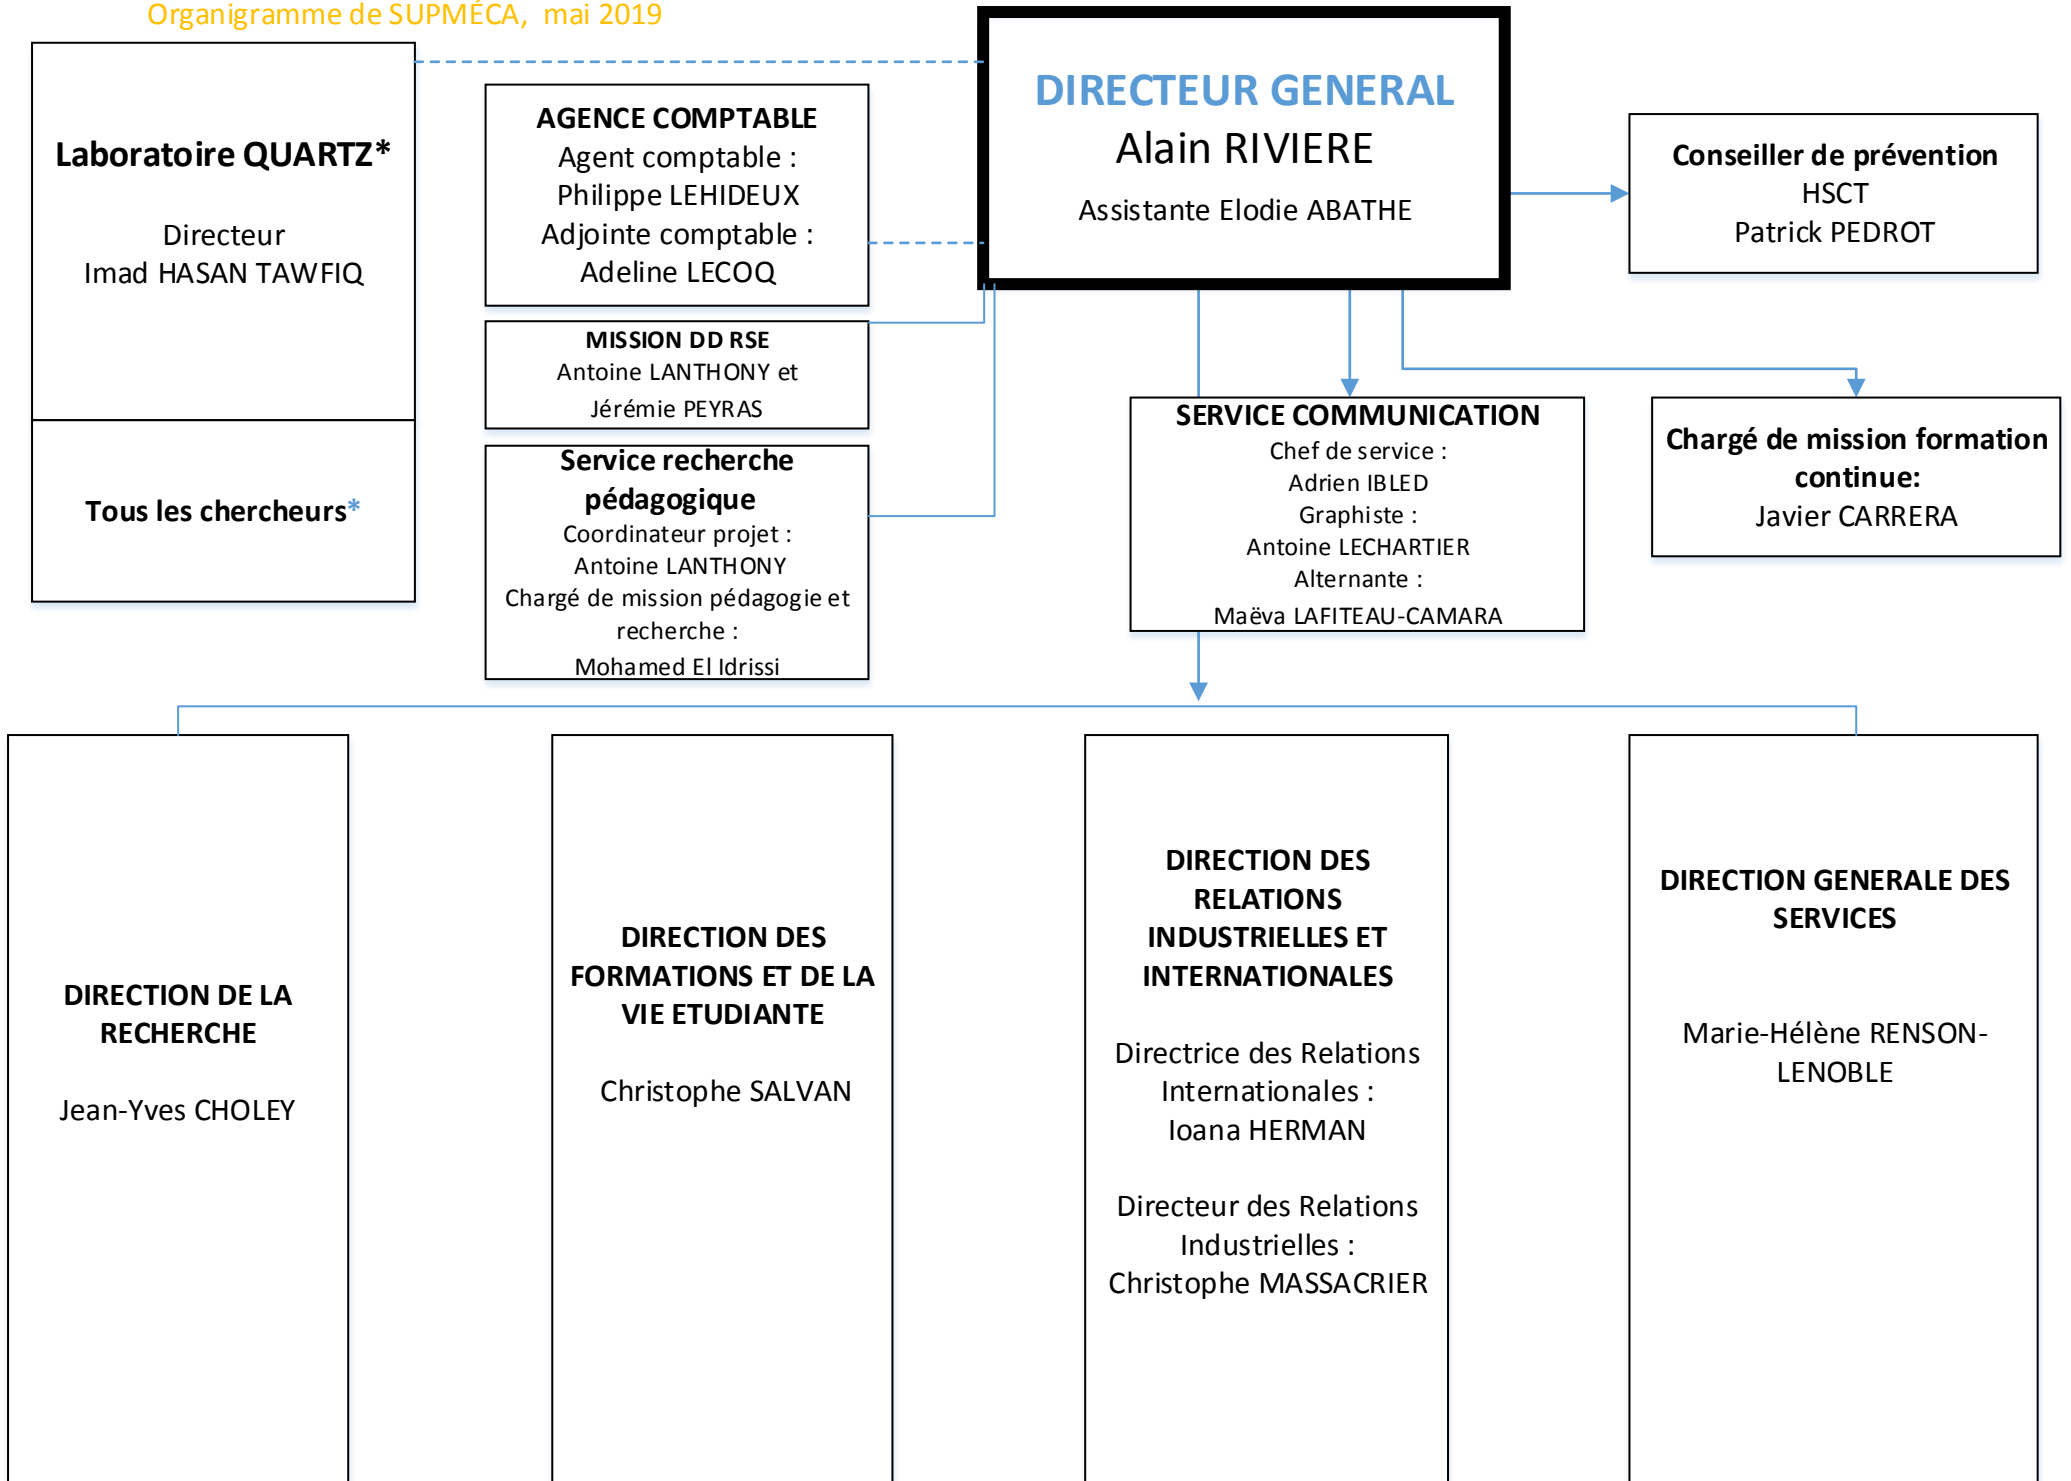 Organigramme de SUPMÉCA, mai 2019
Laboratoire QUARTZ*
Directeur
Imad HASAN TAWFIQ
Tous les chercheurs*
AGENCE COMPTABLE
Agent comptable :
Philippe LEHIDEUX
Adjointe comptable :
Adeline LECOQ
MISSION DD RSE
Antoine LANTHONY et
Jérémie PEYRAS
Service recherche
pédagogique
Coordinateur projet :
Antoine LANTHONY
Chargé de mission pédagogie et
recherche :
Mohamed El Idrissi
DIRECTEUR GENERAL
Alain RIVIERE
Assistante Elodie ABATHE
Conseiller de prévention
HSCT
Patrick PEDROT
SERVICE COMMUNICATION
Chef de service :
Adrien IBLED
Graphiste :
Antoine LECHARTIER
Alternante :
Maëva LAFITEAU-CAMARA
Chargé de mission formation
continue:
Javier CARRERA
DIRECTION DE LA
RECHERCHE
Jean-Yves CHOLEY
DIRECTION DES
FORMATIONS ET DE LA
VIE ETUDIANTE
Christophe SALVAN
DIRECTION DES
RELATIONS
INDUSTRIELLES ET
INTERNATIONALES
Directrice des Relations
Internationales :
Ioana HERMAN
Directeur des Relations
Industrielles :
Christophe MASSACRIER
DIRECTION GENERALE DES
SERVICES
Marie-Hélène RENSON-
LENOBLE